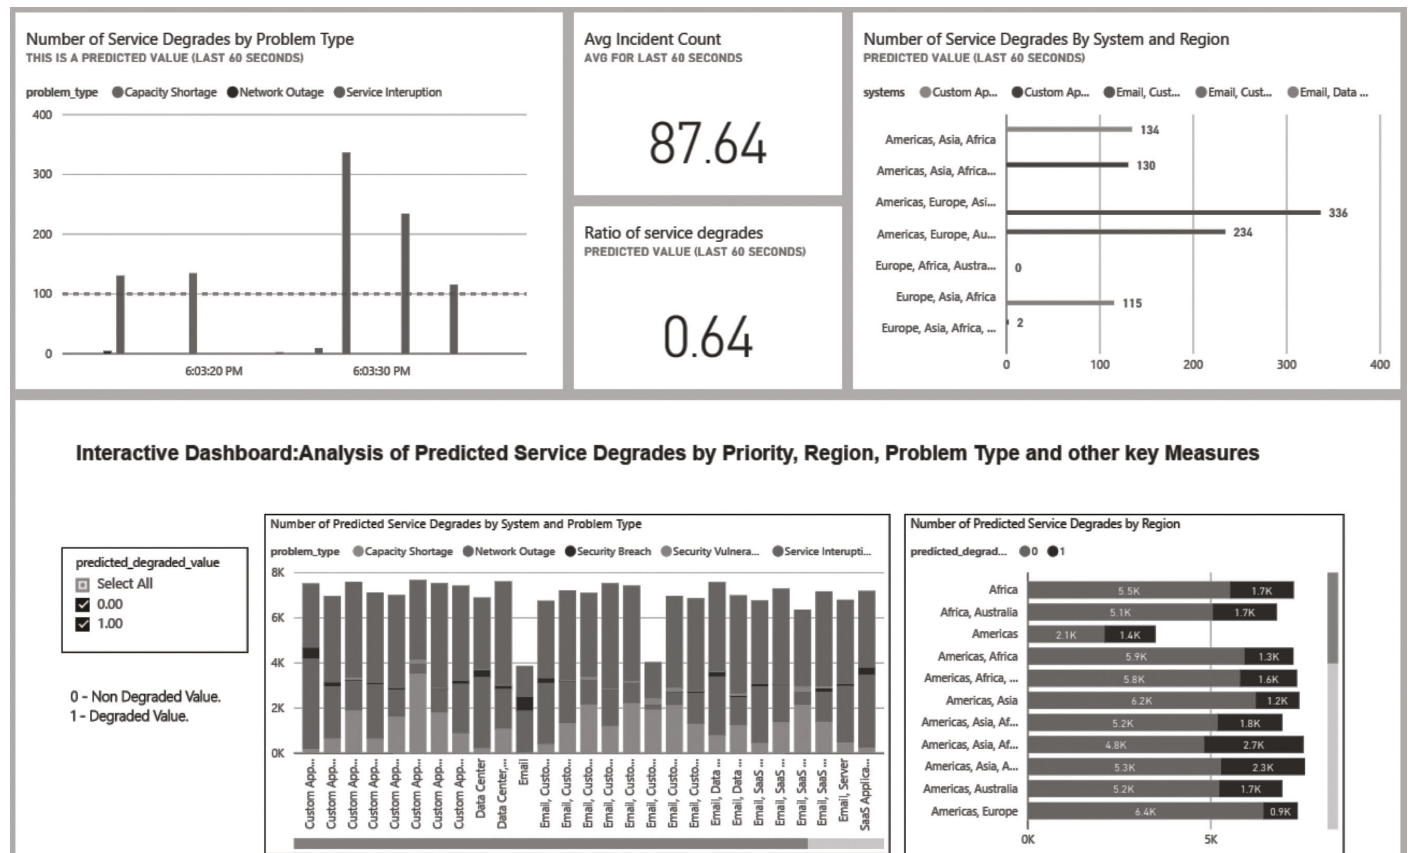 Number of Service Degrades by Problem Type
THIS IS A PREDICTED VALUE (LAST 60 SECONDS)
problem_type Capacity Shortage Network Outage Service Interuption
400
300
200
100
0
6:03:20 PM 6:03:30 PM
Avg Incident Count
AVG FOR LAST 60 SECONDS
87.64
Ratio of service degrades
PREDICTED VALUE (LAST 60 SECONDS)
0.64
Number of Service Degrades By System and Region
PREDICTED VALUE (LAST 60 SECONDS)
systems Custom Ap... Custom Ap... Email, Cust... Email, Cust... Email, Data ...
Americas, Asia, Africa 134
Americas, Asia, Africa... 130
Americas, Europe, Asi... 336
Americas, Europe, Au... 234
Europe, Africa, Austra... 0
Europe, Asia, Africa 115
Europe, Asia, Africa, ... 2
0 100 200 300 400
Interactive Dashboard:Analysis of Predicted Service Degrades by Priority, Region, Problem Type and other key Measures
predicted_degraded_value
Select All
0.00
1.00
0 - Non Degraded Value.
1 - Degraded Value.
Number of Predicted Service Degrades by System and Problem Type
problem_type Capacity Shortage Network Outage Security Breach Security Vulnera... Service Interupti...
8K
6K
4K
2K
0K
Custom App...
Custom App...
Custom App...
Custom App...
Custom App...
Custom App...
Custom App...
Custom App...
Data Center
Data Center,...
Email
Email, Custo...
Email, Custo...
Email, Custo...
Email, Custo...
Email, Custo...
Email, Custo...
Email, Custo...
Email, Custo...
Email, Data ...
Email, Data ...
Email, SaaS ...
Email, SaaS ...
Email, SaaS ...
Email, SaaS ...
Email, Server
SaaS Applica...
Number of Predicted Service Degrades by Region
predicted_degrad... 0 1
Africa 5.5K 1.7K
Africa, Australia 5.1K 1.7K
Americas 2.1K 1.4K
Americas, Africa 5.9K 1.3K
Americas, Africa, ... 5.8K 1.6K
Americas, Asia 6.2K 1.2K
Americas, Asia, Af... 5.2K 1.8K
Americas, Asia, Af... 4.8K 2.7K
Americas, Asia, A... 5.3K 2.3K
Americas, Australia 5.2K 1.7K
Americas, Europe 6.4K 0.9K
0K 5K